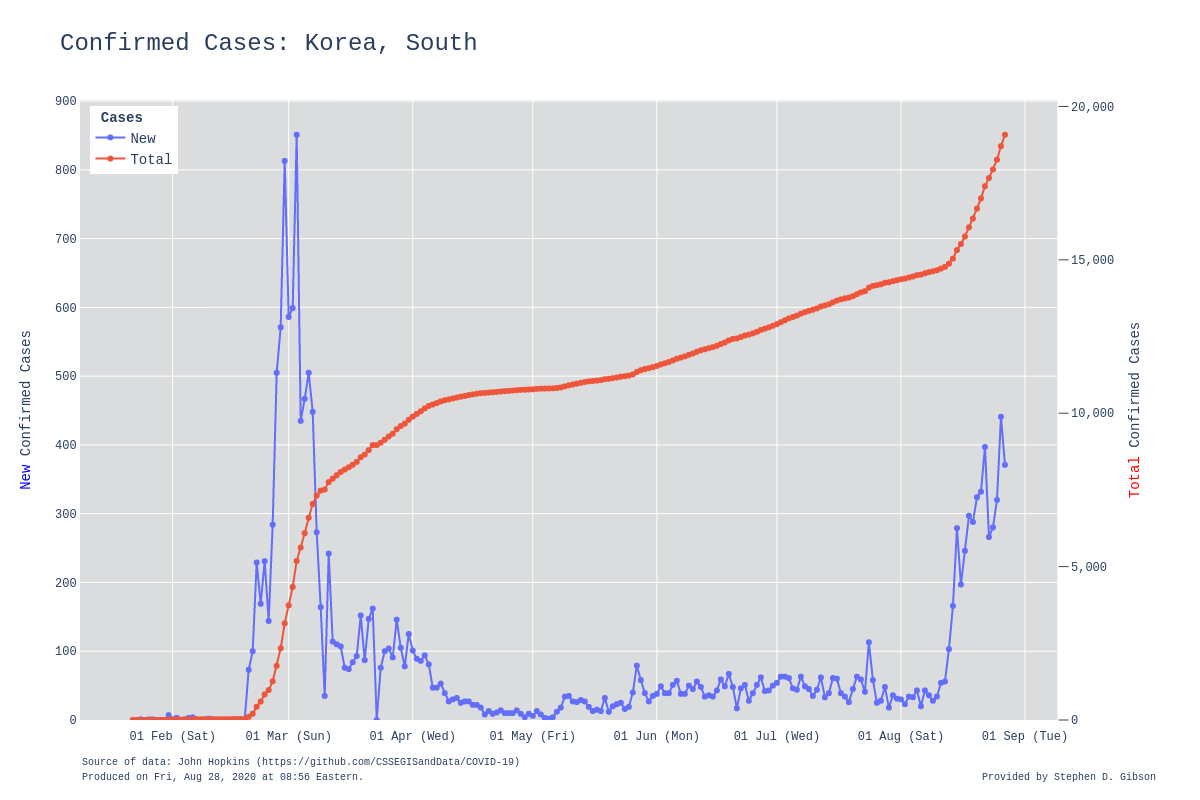 Confirmed Cases: Korea, South
Cases
New
Total
900
800
700
600
500
400
300
200
100
0
20,000
15,000
10,000
5,000
0
New Confirmed Cases
Total Confirmed Cases
01 Feb (Sat) 01 Mar (Sun) 01 Apr (Wed) 01 May (Fri) 01 Jun (Mon) 01 Jul (Wed) 01 Aug (Sat) 01 Sep (Tue)
Source of data: John Hopkins (https://github.com/CSSEGISandData/COVID-19)
Produced on Fri, Aug 28, 2020 at 08:56 Eastern.
Provided by Stephen D. Gibson